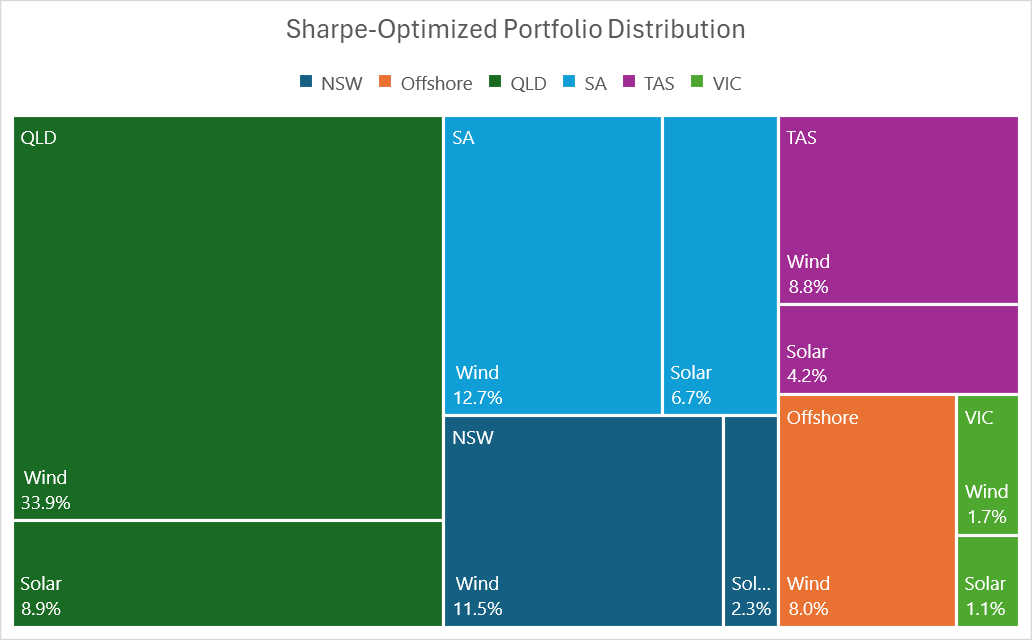 Sharpe-Optimized Portfolio Distribution
NSW Offshore QLD SA TAS VIC
QLD
Wind
33.9%
Solar
8.9%
SA
Wind
12.7%
Solar
6.7%
NSW
Wind
11.5%
Sol...
2.3%
TAS
Wind
8.8%
Solar
4.2%
Offshore
Wind
8.0%
VIC
Wind
1.7%
Solar
1.1%